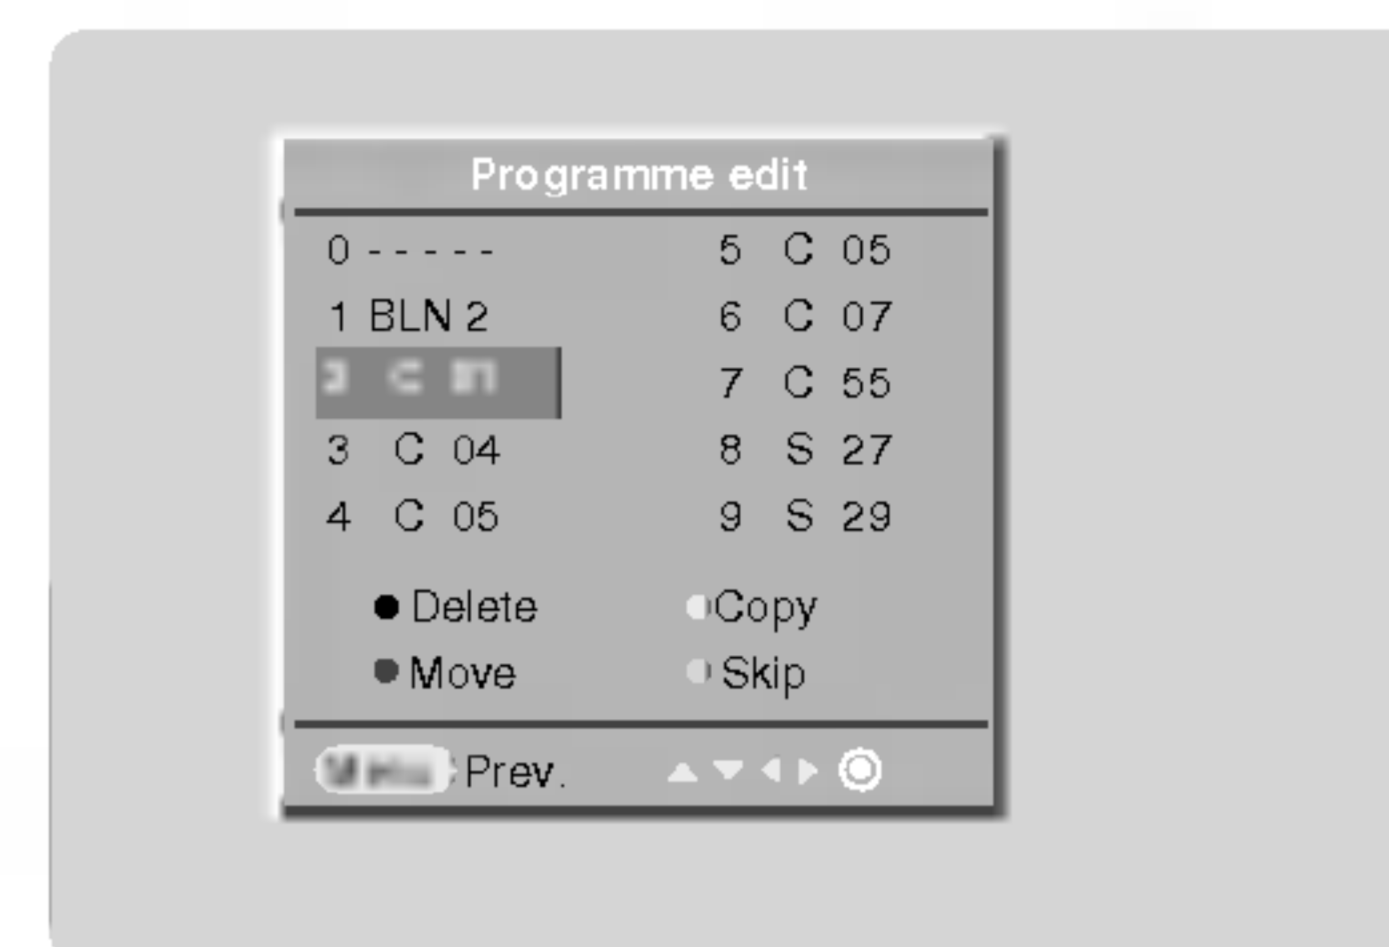 Programme edit
0 - - - - - 5 C 05
1 BLN 2 6 C 07
7 C 55
3 C 04 8 S 27
4 C 05 9 S 29
Delete Copy
Move Skip
Prev.